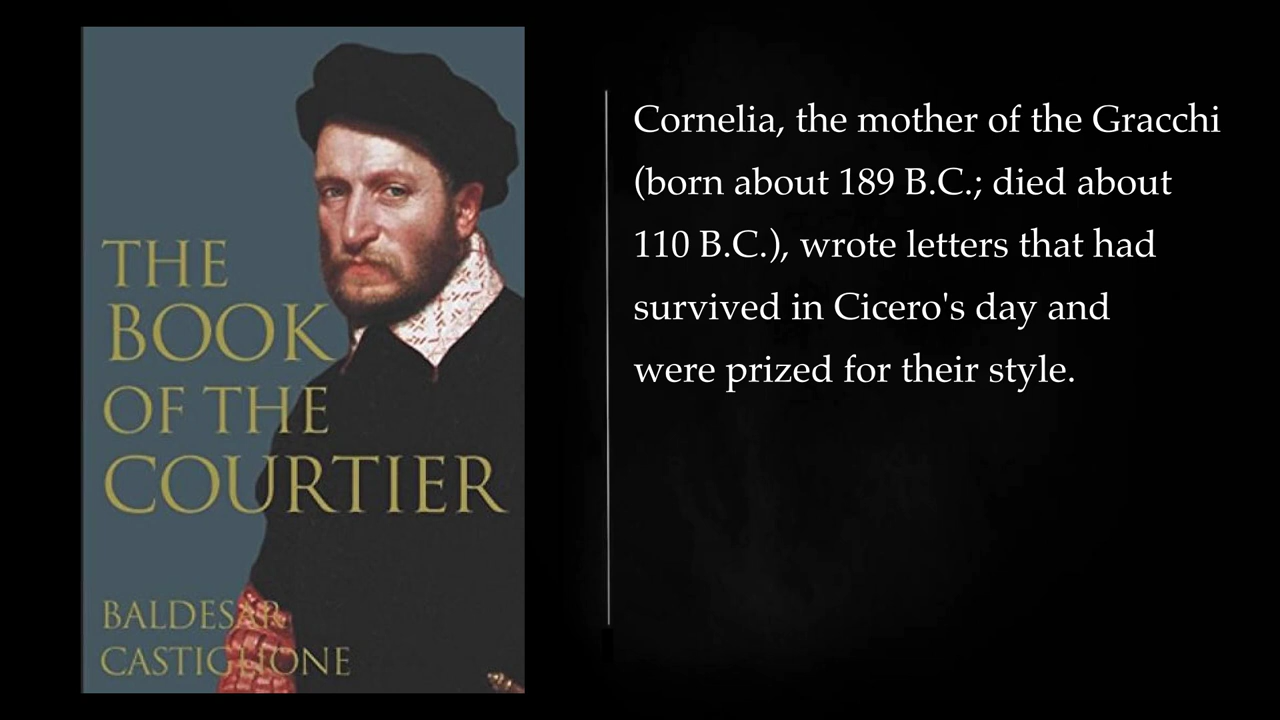 THE
BOOK
OF THE
COURTIER
BALDESAR
CASTIGLIONE
Cornelia, the mother of the Gracchi
(born about 189 B.C.; died about
110 B.C.), wrote letters that had
survived in Cicero's day and
were prized for their style.